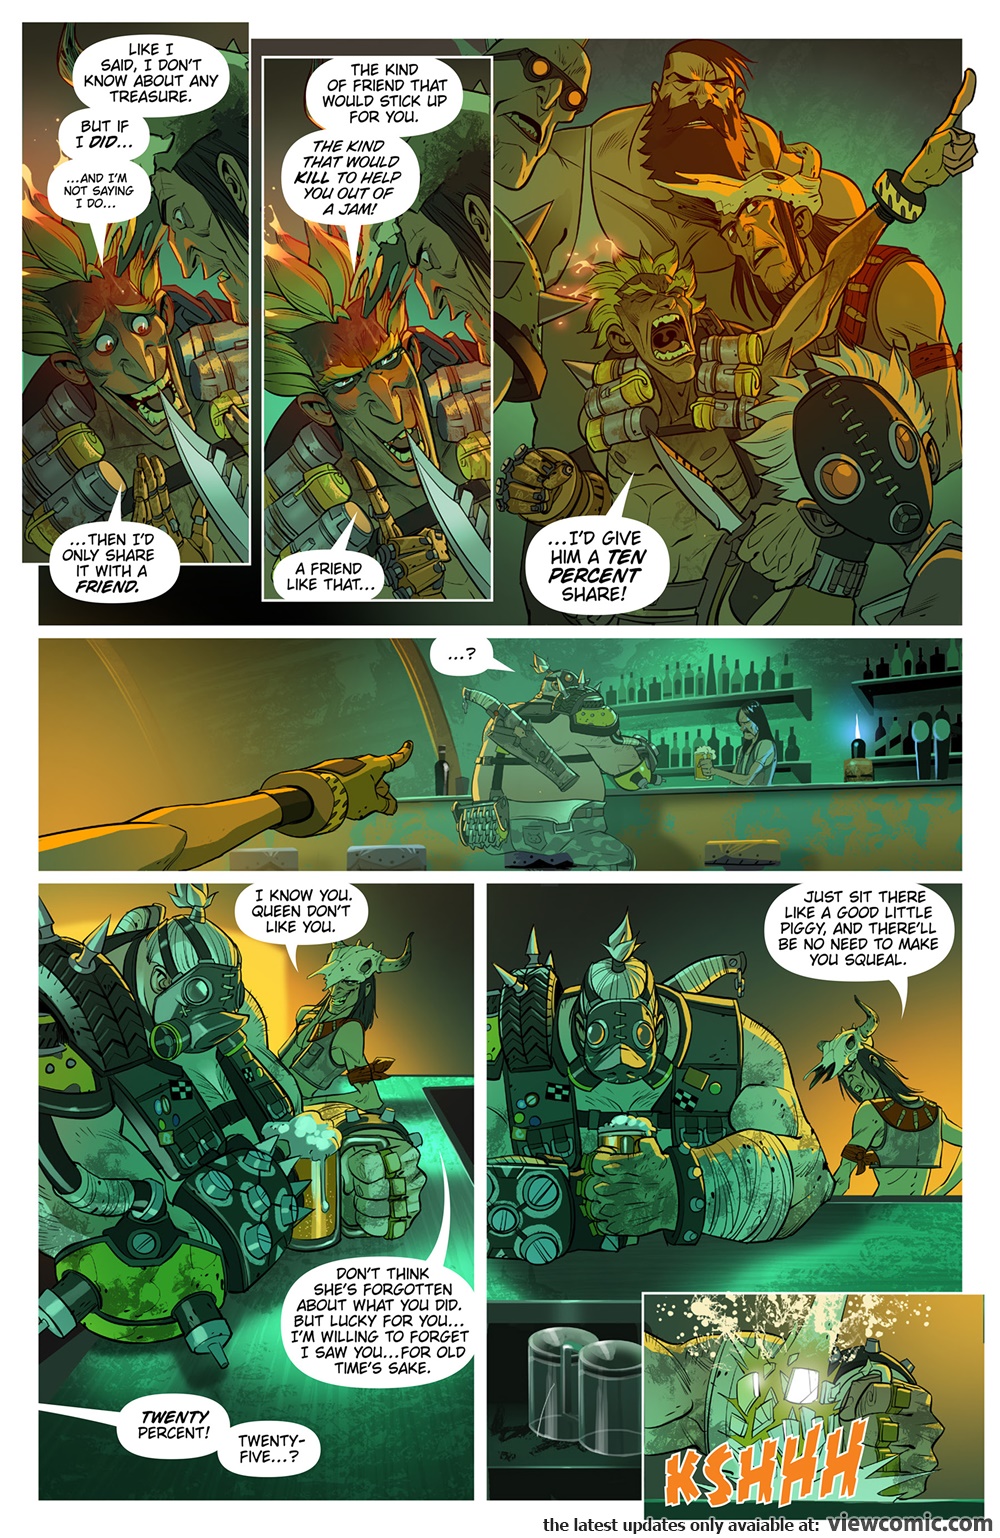 LIKE I
SAID, I DON'T
KNOW ABOUT ANY
TREASURE.
BUT IF
I DID...
...AND I'M
NOT SAYING
I DO...
...THEN I'D
ONLY SHARE
IT WITH A
FRIEND.
THE KIND
OF FRIEND THAT
WOULD STICK UP
FOR YOU.
THE KIND
THAT WOULD
KILL TO HELP
YOU OUT OF
A JAM!
A FRIEND
LIKE THAT...
...I'D GIVE
HIM A TEN
PERCENT
SHARE!
...?
I KNOW YOU.
QUEEN DON'T
LIKE YOU.
DON'T THINK
SHE'S FORGOTTEN
ABOUT WHAT YOU DID.
BUT LUCKY FOR YOU...
I'M WILLING TO FORGET
I SAW YOU...FOR OLD
TIME'S SAKE.
TWENTY
PERCENT!
TWENTY-
FIVE...?
JUST SIT THERE
LIKE A GOOD LITTLE
PIGGY, AND THERE'LL
BE NO NEED TO MAKE
YOU SQUEAL.
KSHHH
the latest updates only avaiable at: viewcomic.com